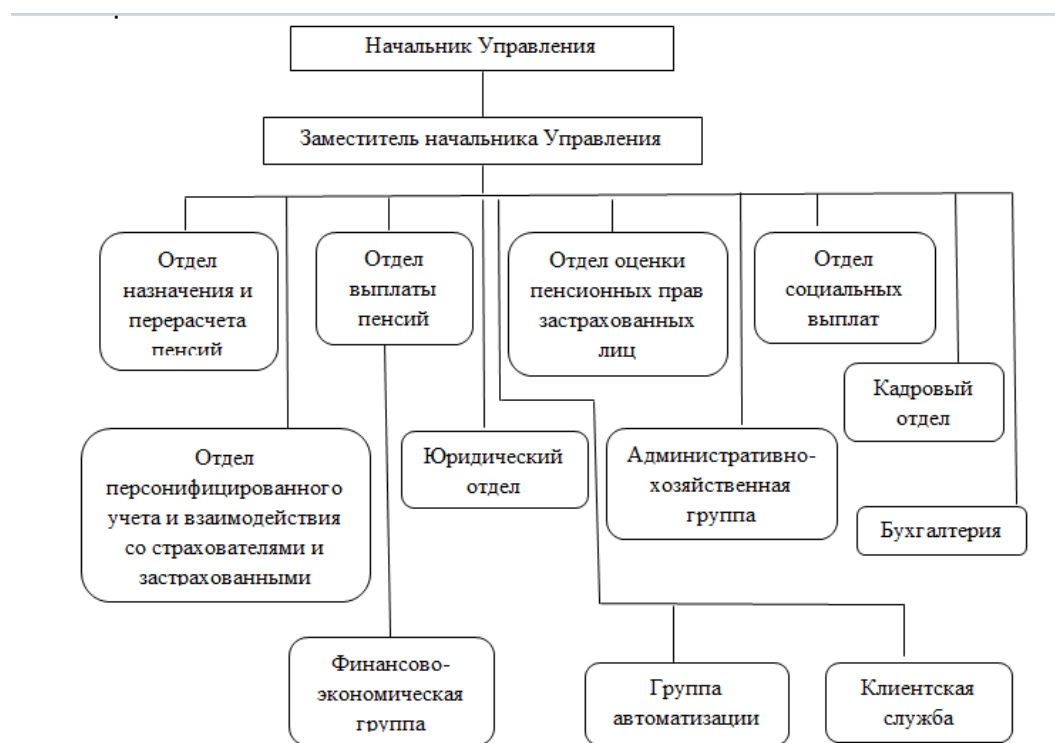 Начальник Управления
Заместитель начальника Управления
Отдел
назначения и
перерасчета
пенсий
Отдел
выплаты
пенсий
Отдел оценки
пенсионных прав
застрахованных
лиц
Отдел
социальных
выплат
Кадровый
отдел
Отдел
персонифицированного
учета и взаимодействия
со страхователями и
застрахованными
Юридический
отдел
Административно-
хозяйственная
группа
Бухгалтерия
Финансово-
экономическая
группа
Группа
автоматизации
Клиентская
служба